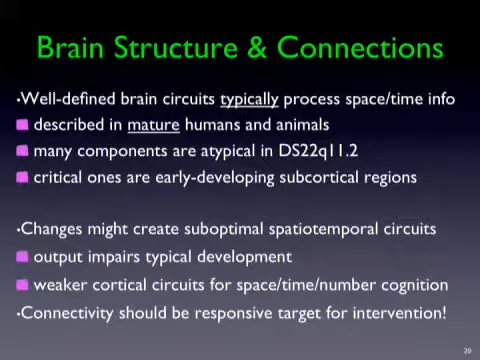 Brain Structure & Connections
•Well-defined brain circuits typically process space/time info
described in mature humans and animals
many components are atypical in DS22q11.2
critical ones are early-developing subcortical regions
•Changes might create suboptimal spatiotemporal circuits
output impairs typical development
weaker cortical circuits for space/time/number cognition
•Connectivity should be responsive target for intervention!
20